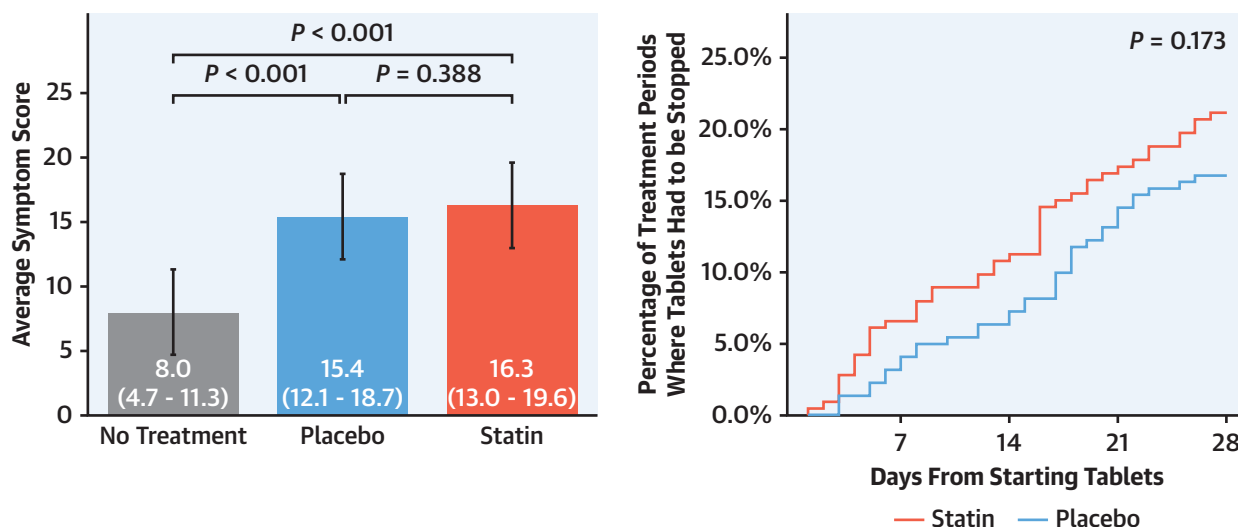 P < 0.001
P < 0.001
P = 0.388
Average Symptom Score
25
20
15
10
5
0
8.0
(4.7 - 11.3)
15.4
(12.1 - 18.7)
16.3
(13.0 - 19.6)
No Treatment
Placebo
Statin
P = 0.173
Percentage of Treatment Periods
Where Tablets Had to be Stopped
25.0%
20.0%
15.0%
10.0%
5.0%
0.0%
7
14
21
28
Days From Starting Tablets
Statin
Placebo